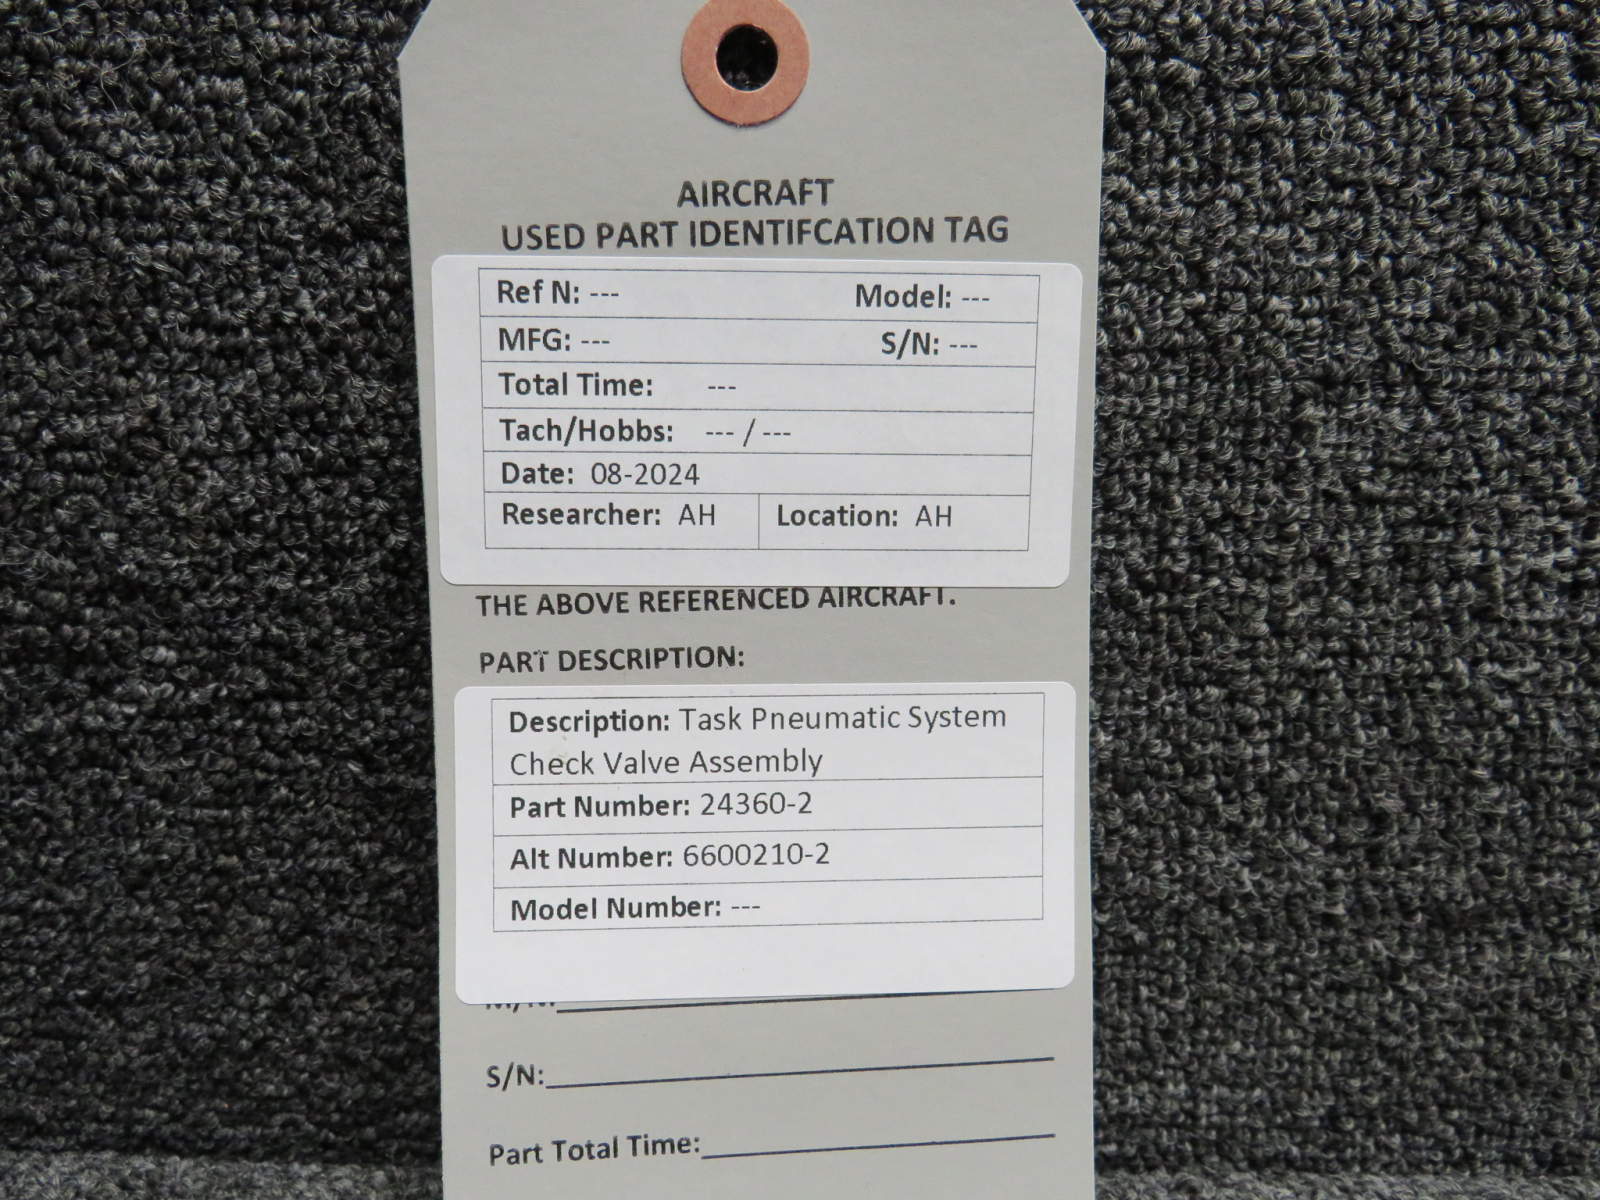 AIRCRAFT
USED PART IDENTIFCATION TAG
Ref N: --- Model: ---
MFG: --- S/N: ---
Total Time: ---
Tach/Hobbs: --- / ---
Date: 08-2024
Researcher: AH Location: AH
THE ABOVE REFERENCED AIRCRAFT.
PART DESCRIPTION:
Description: Task Pneumatic System
Check Valve Assembly
Part Number: 24360-2
Alt Number: 6600210-2
Model Number: ---
S/N:
Part Total Time: